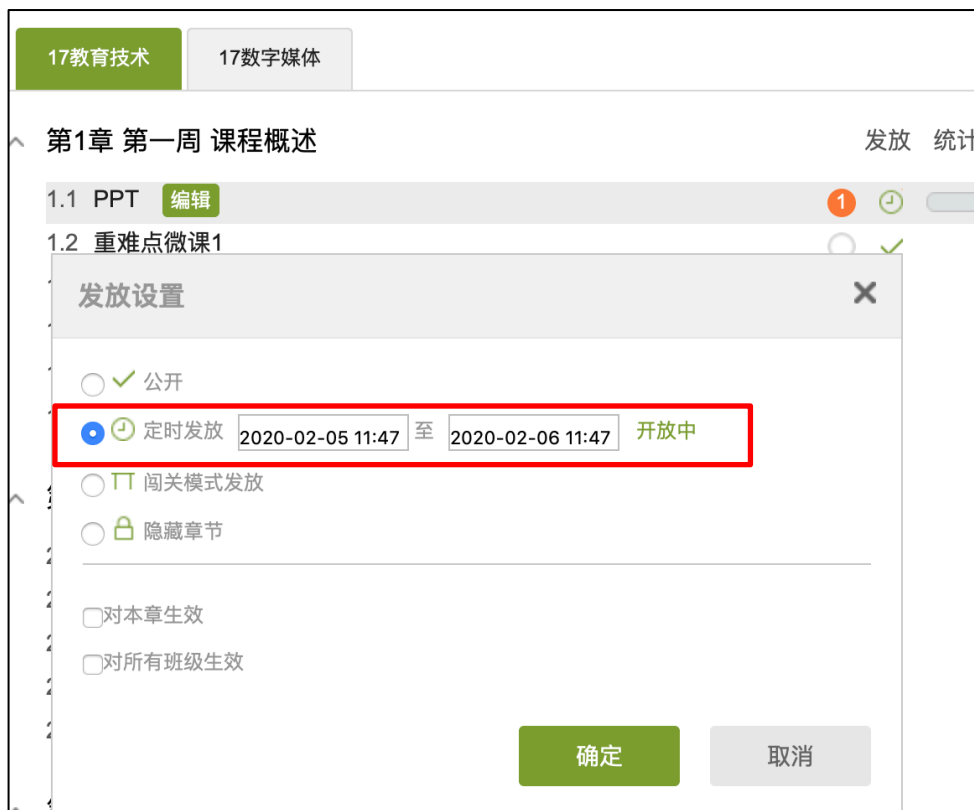 17教育技术 17数字媒体
第1章 第一周 课程概述 发放 统计
1.1 PPT 编辑 1
1.2 重难点微课1
发放设置
公开
定时发放 2020-02-05 11:47 至 2020-02-06 11:47 开放中
闯关模式发放
隐藏章节
对本章生效
对所有班级生效
确定 取消